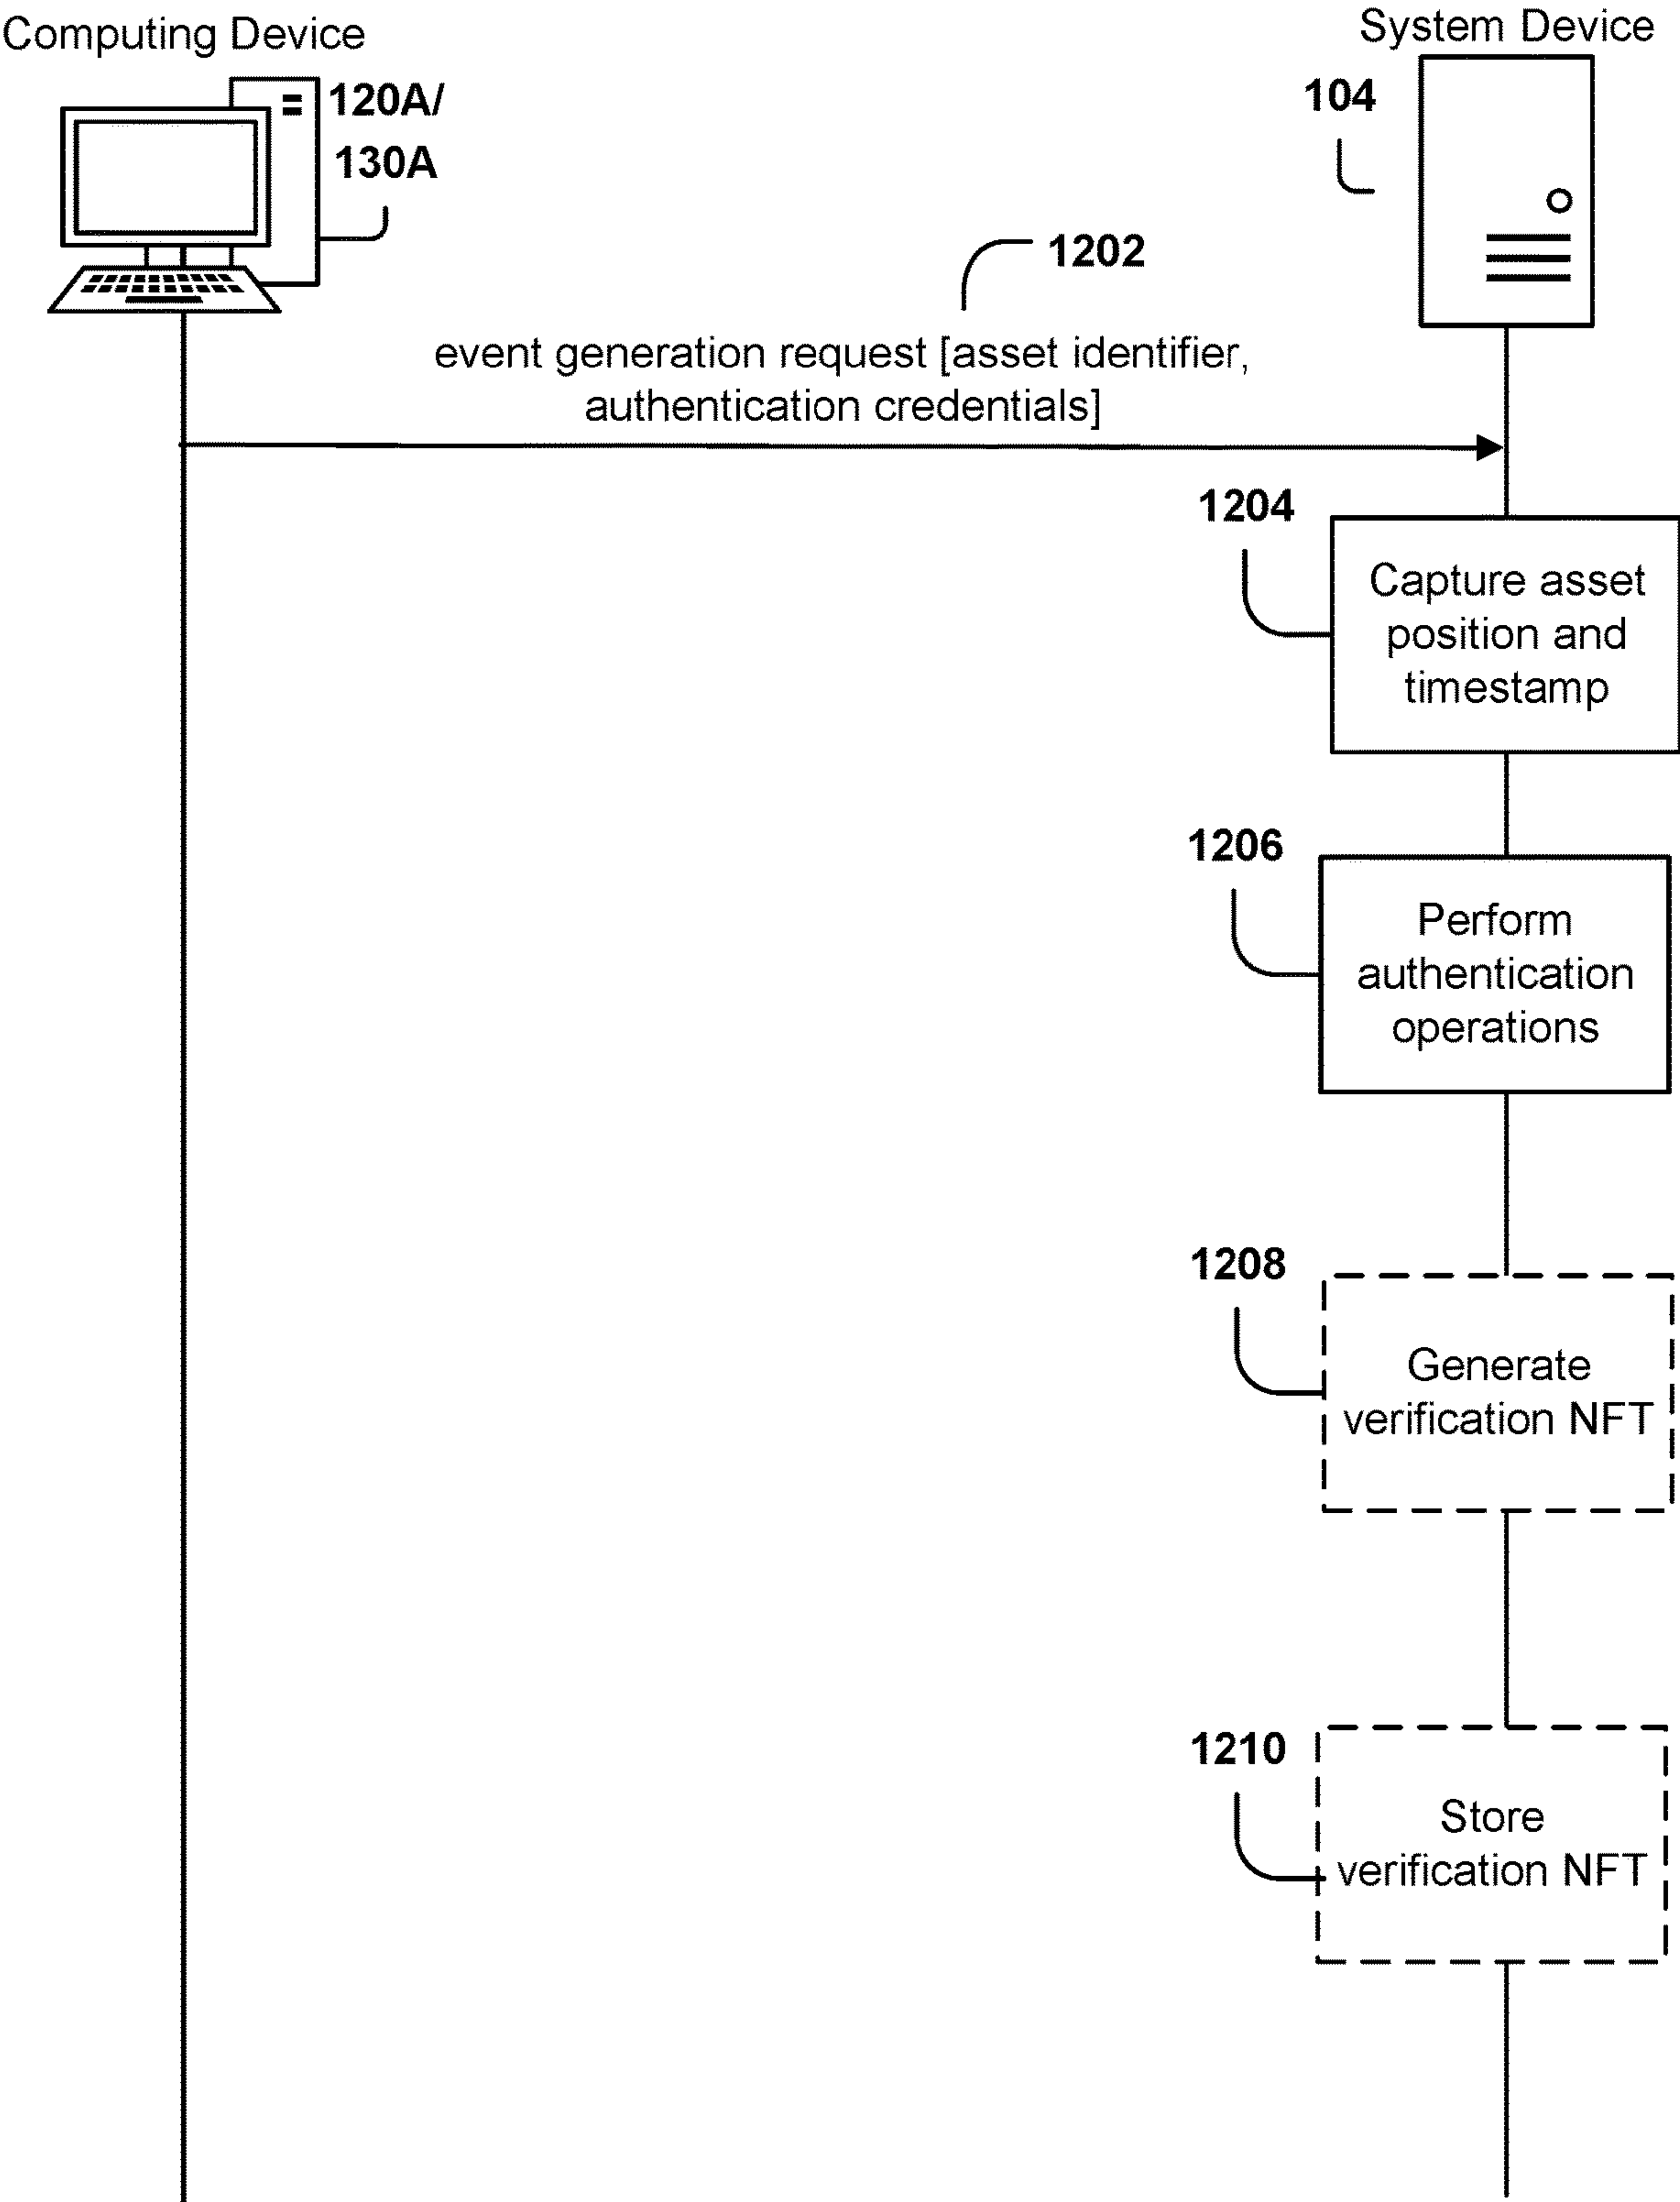 Computing Device
System Device
120A/
130A
104
1202
event generation request [asset identifier,
authentication credentials]
1204
Capture asset
position and
timestamp
1206
Perform
authentication
operations
1208
Generate
verification NFT
1210
Store
verification NFT